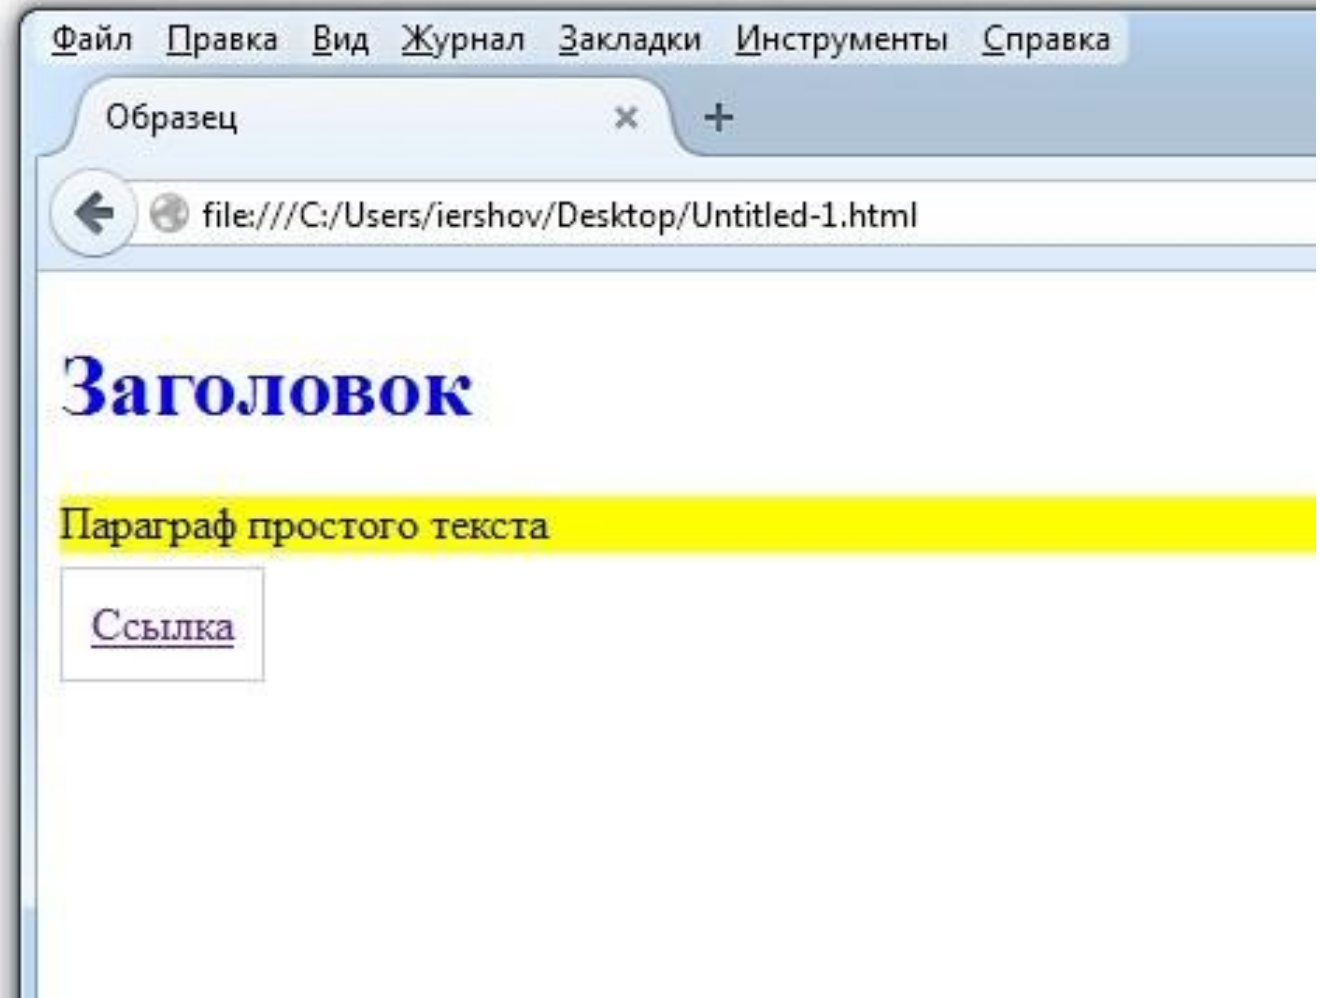 Файл Правка Вид Журнал Закладки Инструменты Справка
Образец
file:///C:/Users/iershov/Desktop/Untitled-1.html
Заголовок
Параграф простого текста
Ссылка